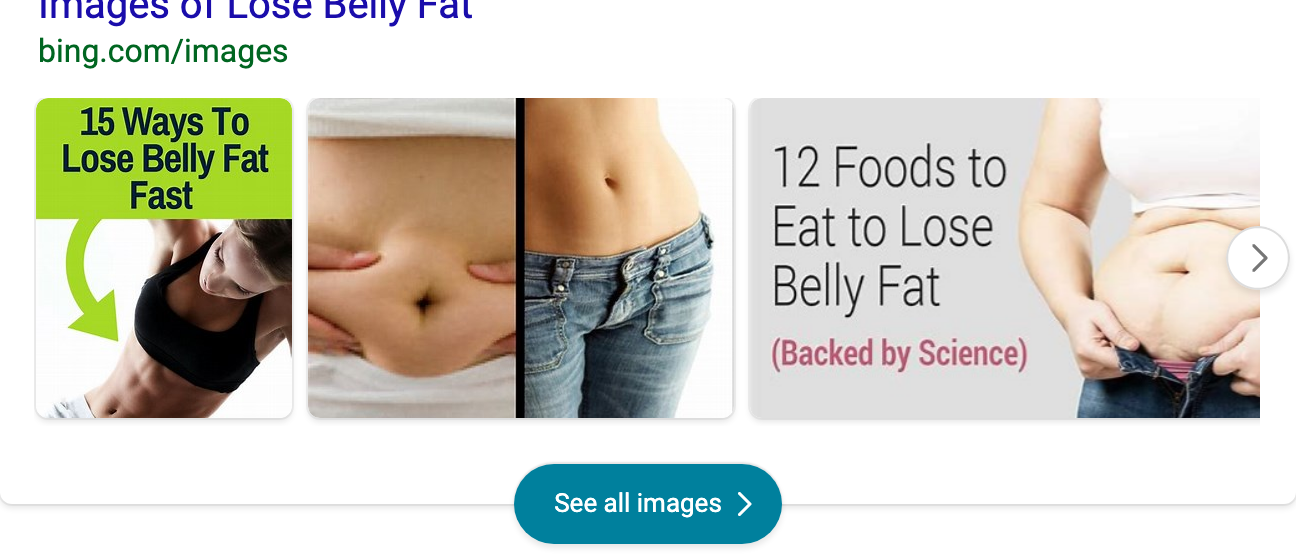 Images of Lose Belly Fat
bing.com/images
15 Ways To
Lose Belly Fat
Fast
12 Foods to
Eat to Lose
Belly Fat
(Backed by Science)
See all images